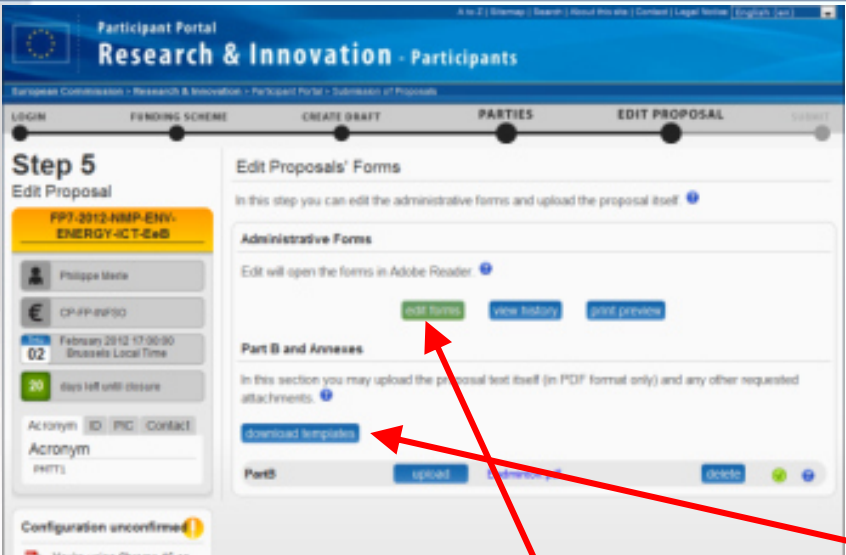 A to Z | Sitemap | Search | About this site | Contact | Legal Notice English (en)
Participant Portal
Research & Innovation - Participants
European Commission > Research & Innovation > Participant Portal > Submission of Proposals
LOGIN FUNDING SCHEME CREATE DRAFT PARTIES EDIT PROPOSAL SUBMIT
Step 5
Edit Proposal
FP7-2012-NMP-ENV-
ENERGY-ICT-EeB
Philippe
CP-FP-INFSO
February 2012 17:00:00
02 Brussels Local Time
20 days left until closure
Acronym ID PIC Contact
Acronym
Configuration unconfirmed
Edit Proposals' Forms
In this step you can edit the administrative forms and upload the proposal itself.
Administrative Forms
Edit will open the forms in Adobe Reader.
edit forms view history print preview
Part B and Annexes
In this section you may upload the proposal text itself (in PDF format only) and any other requested
attachments.
download templates
PartB upload delete